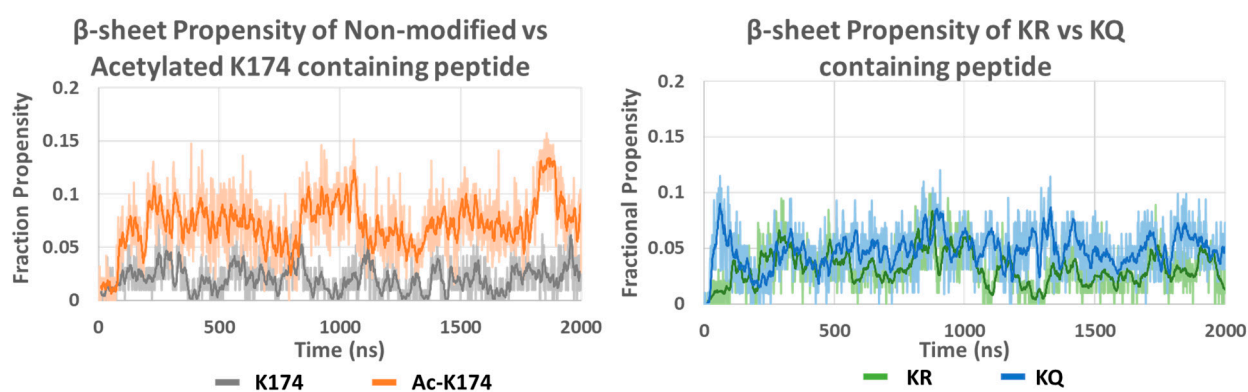 β-sheet Propensity of Non-modified vs
Acetylated K174 containing peptide
Fraction Propensity
0.2
0.15
0.1
0.05
0
0 500 1000 1500 2000
Time (ns)
K174 Ac-K174
β-sheet Propensity of KR vs KQ
containing peptide
Fractional Propensity
0.2
0.15
0.1
0.05
0
0 500 1000 1500 2000
Time (ns)
KR KQ